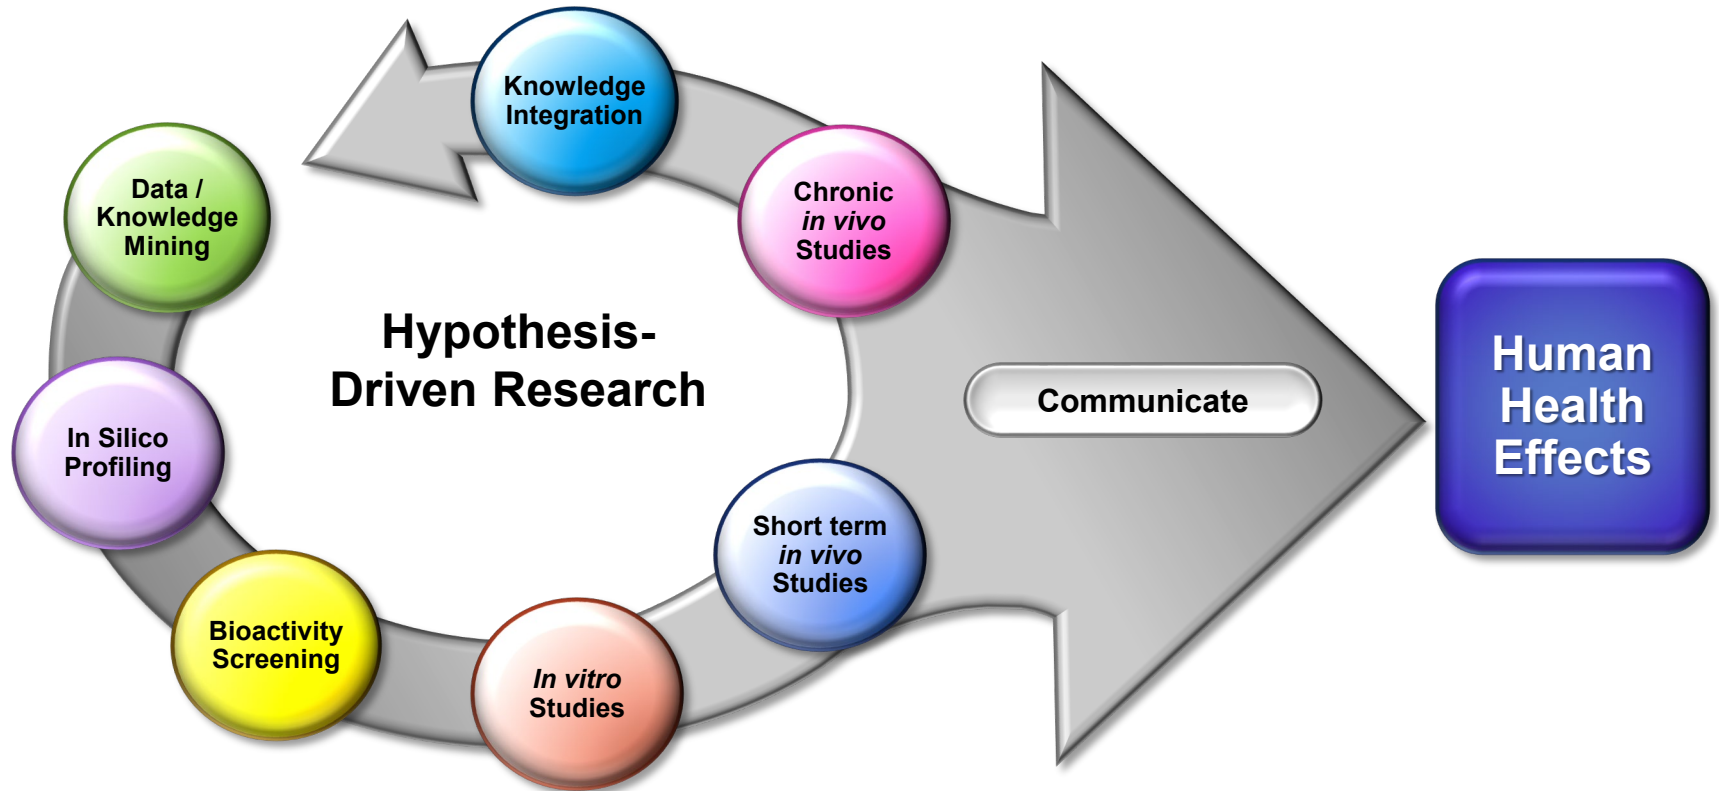 Knowledge
Integration
Chronic
in vivo
Studies
Data /
Knowledge
Mining
Hypothesis-
Driven Research
Communicate
Human
Health
Effects
In Silico
Profiling
Short term
in vivo
Studies
Bioactivity
Screening
In vitro
Studies